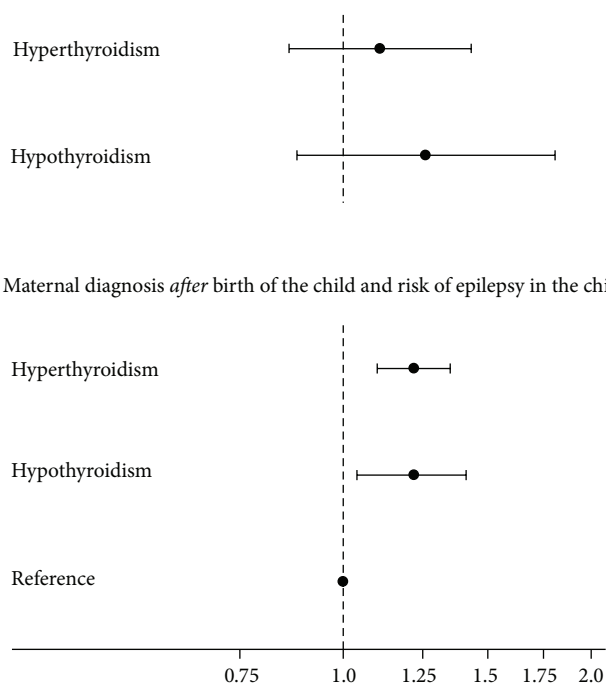 Hyperthyroidism
Hypothyroidism
Maternal diagnosis after birth of the child and risk of epilepsy in the
Hyperthyroidism
Hypothyroidism
Reference
0.75 1.0 1.25 1.5 1.75 2.0